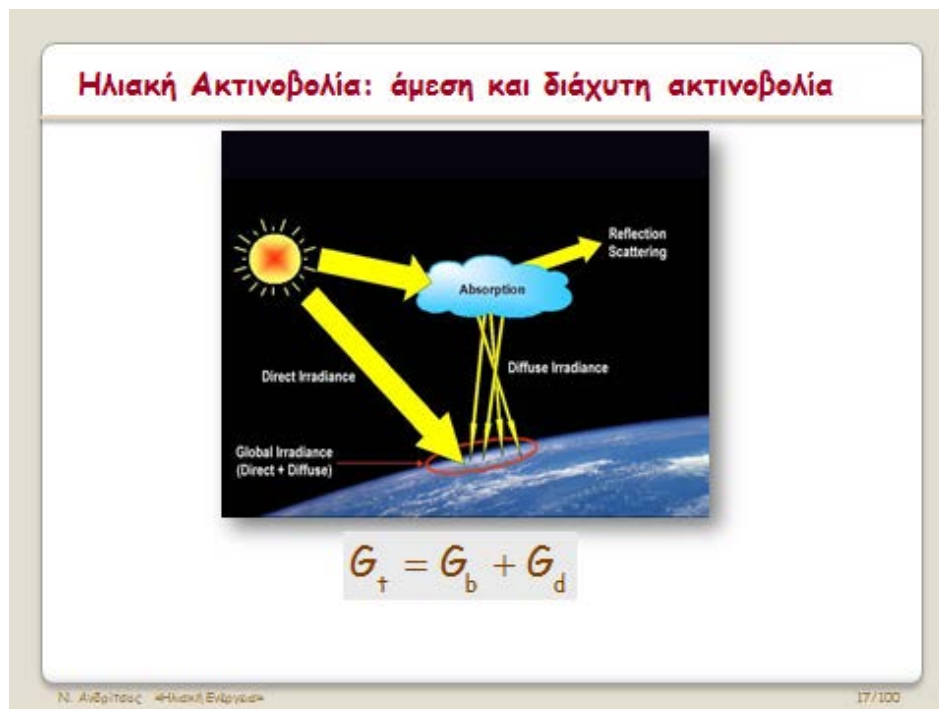 Ηλιακή Ακτινοβολία: άμεση και διάχυτη ακτινοβολία
Reflection
Scattering
Absorption
Direct Irradiance
Diffuse Irradiance
Global Irradiance
(Direct + Diffuse)
G_t = G_b + G_d
Ν. Ανδρίτσος «Ηλιακή Ενέργεια»
17/100